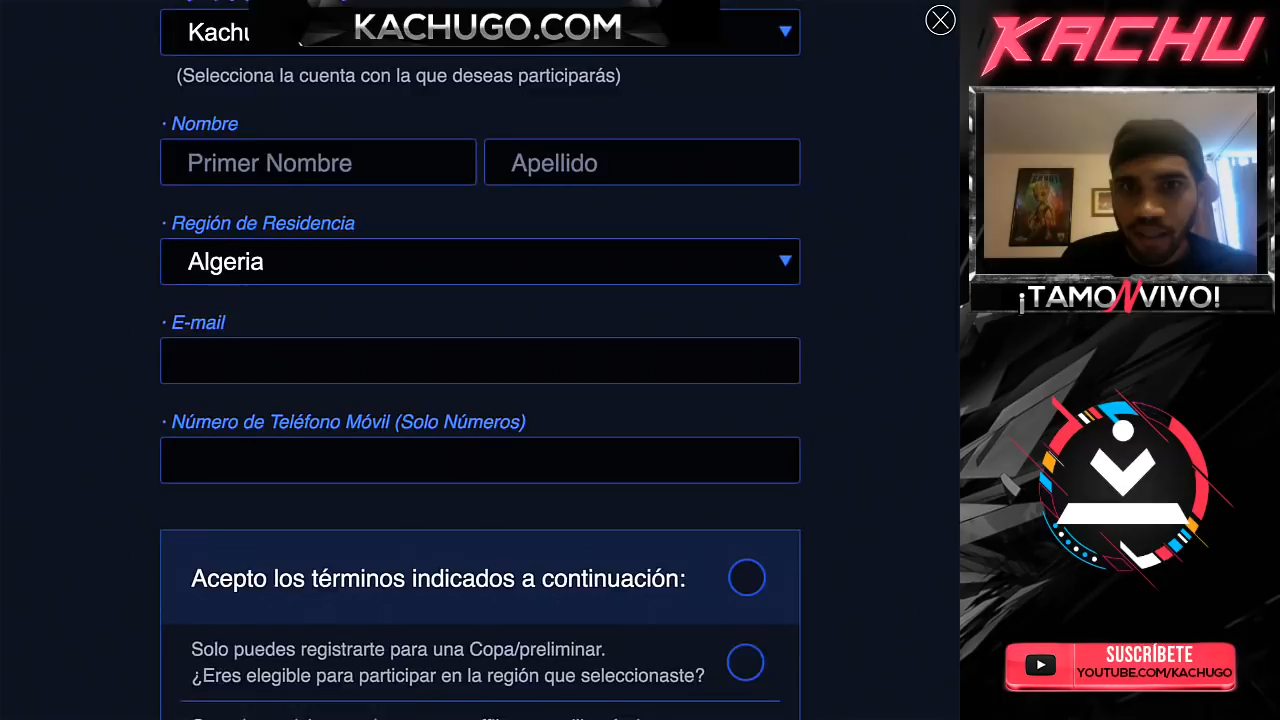 KACHUGO.COM
KACHU
(Selecciona la cuenta con la que deseas participarás)
· Nombre
Primer Nombre
Apellido
· Región de Residencia
Algeria
· E-mail
· Número de Teléfono Móvil (Solo Números)
Acepto los términos indicados a continuación:
Solo puedes registrarte para una Copa/preliminar.
¿Eres elegible para participar en la región que seleccionaste?
¡TAMO N VIVO!
SUSCRÍBETE
YOUTUBE.COM/KACHUGO